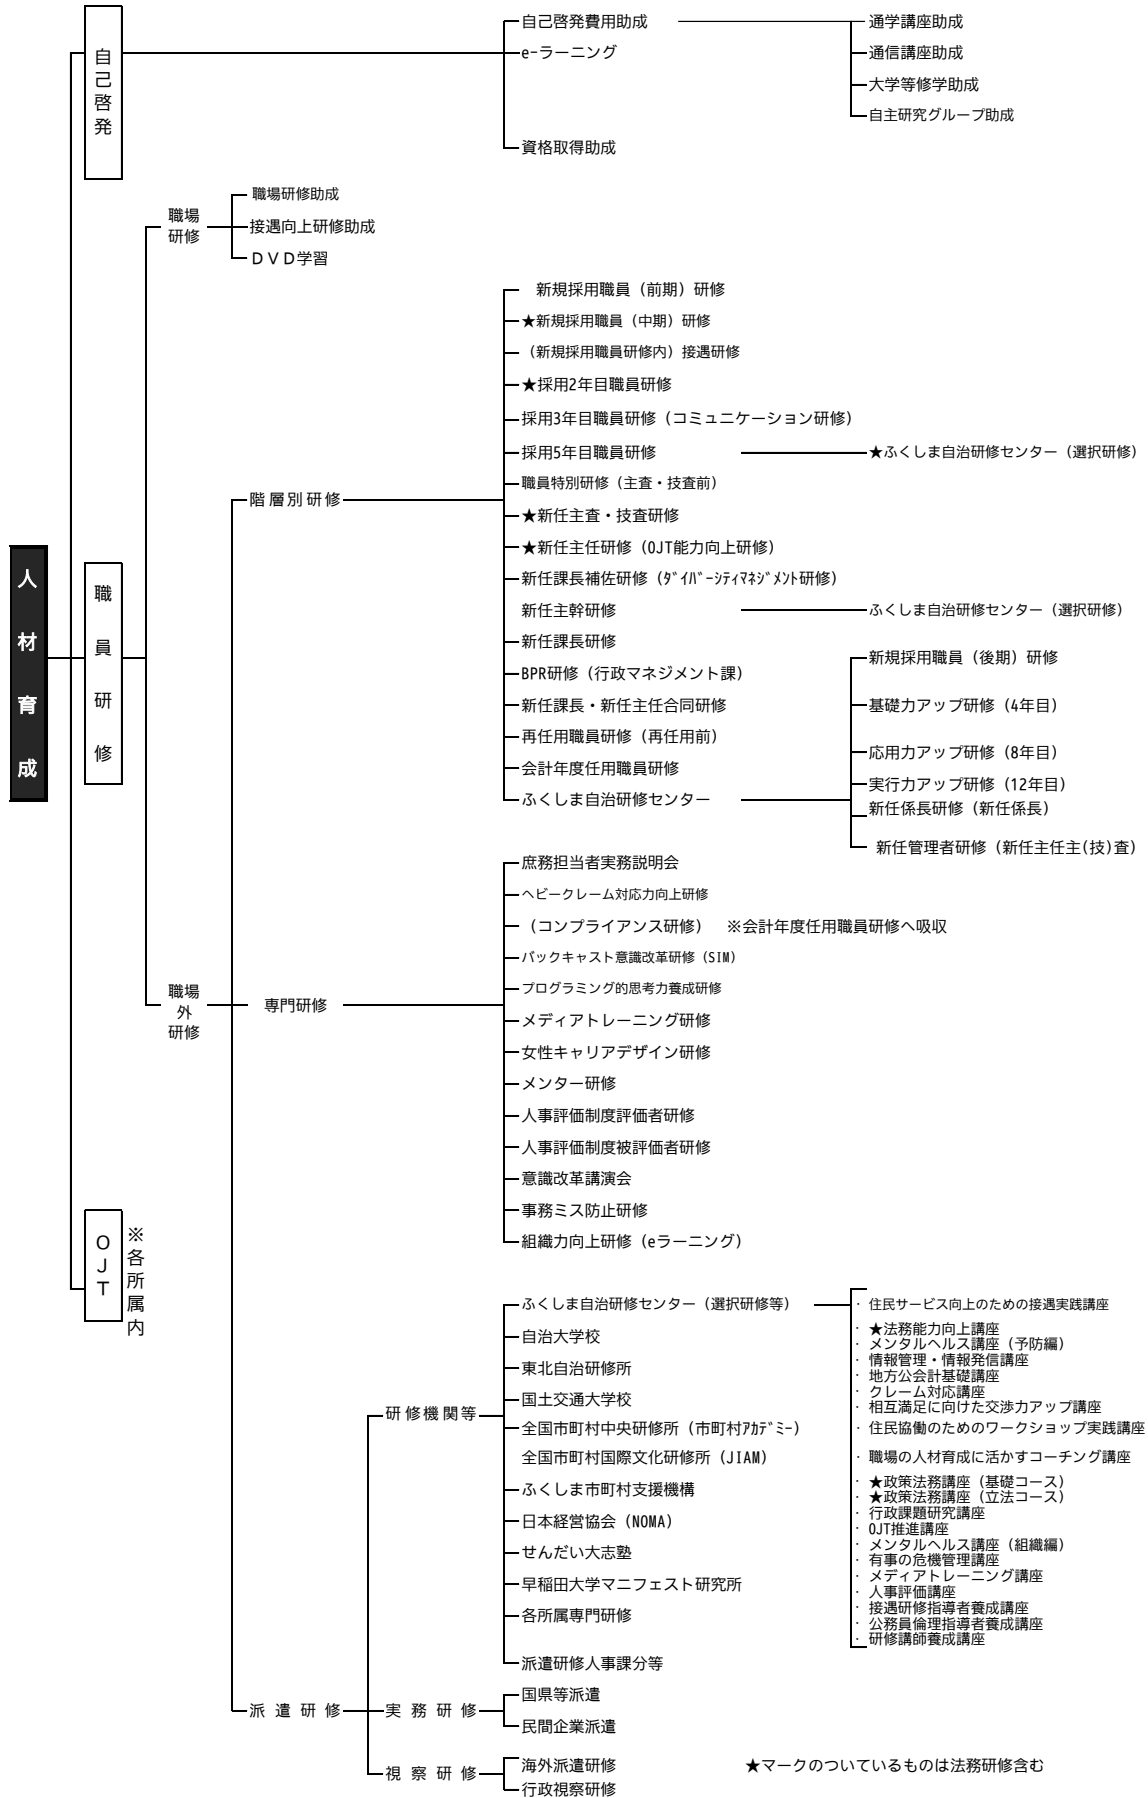 人材育成
自己啓発
自己啓発費用助成
通学講座助成
通信講座助成
大学等修学助成
自主研究グループ助成
e-ラーニング
資格取得助成
職員研修
職場
研修
職場研修助成
接遇向上研修助成
DVD学習
職場
外
研修
階層別研修
新規採用職員(前期)研修
★新規採用職員(中期)研修
(新規採用職員研修内)接遇研修
★採用2年目職員研修
採用3年目職員研修(コミュニケーション研修)
採用5年目職員研修
★ふくしま自治研修センター(選択研修)
職員特別研修(主査・技査前)
★新任主査・技査研修
★新任主任研修(OJT能力向上研修)
新任課長補佐研修(ダイバーシティマネジメント研修)
新任主幹研修
ふくしま自治研修センター(選択研修)
新任課長研修
BPR研修(行政マネジメント課)
新任課長・新任主任合同研修
再任用職員研修(再任用前)
会計年度任用職員研修
ふくしま自治研修センター
新規採用職員(後期)研修
基礎力アップ研修(4年目)
応用力アップ研修(8年目)
実行力アップ研修(12年目)
新任係長研修(新任係長)
新任管理者研修(新任主任主(技)査)
専門研修
庶務担当者実務説明会
ヘビークレーム対応力向上研修
(コンプライアンス研修) ※会計年度任用職員研修へ吸収
バックキャスト意識改革研修(SIM)
プログラミング的思考力養成研修
メディアトレーニング研修
女性キャリアデザイン研修
メンター研修
人事評価制度評価者研修
人事評価制度被評価者研修
意識改革講演会
事務ミス防止研修
組織力向上研修(eラーニング)
派遣研修
研修機関等
ふくしま自治研修センター(選択研修等)
・住民サービス向上のための接遇実践講座
・★法務能力向上講座
・メンタルヘルス講座(予防編)
・情報管理・情報発信講座
・地方公会計基礎講座
・クレーム対応講座
・相互満足に向けた交渉力アップ講座
・住民協働のためのワークショップ実践講座
・職場の人材育成に活かすコーチング講座
・★政策法務講座(基礎コース)
・★政策法務講座(立法コース)
・行政課題研究講座
・OJT推進講座
・メンタルヘルス講座(組織編)
・有事の危機管理講座
・メディアトレーニング講座
・人事評価講座
・接遇研修指導者養成講座
・公務員倫理指導者養成講座
・研修講師養成講座
自治大学校
東北自治研修所
国土交通大学校
全国市町村中央研修所(市町村アカデミー)
全国市町村国際文化研修所(JIAM)
ふくしま市町村支援機構
日本経営協会(NOMA)
せんだい大志塾
早稲田大学マニフェスト研究所
各所属専門研修
派遣研修人事課分等
実務研修
国県等派遣
民間企業派遣
視察研修
海外派遣研修
行政視察研修
OJT
※各所属内
★マークのついているものは法務研修含む